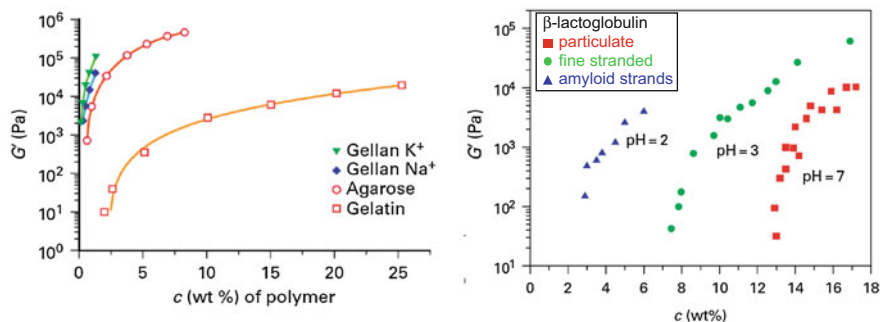 G′ (Pa)
10⁶
10⁵
10⁴
10³
10²
10¹
10⁰
Gellan K⁺
Gellan Na⁺
Agarose
Gelatin
0 5 10 15 20 25
c (wt %) of polymer
G′ (Pa)
10⁵
10⁴
10³
10²
10¹
β-lactoglobulin
particulate
fine stranded
amyloid strands
pH = 2
pH = 3
pH = 7
0 2 4 6 8 10 12 14 16 18
c (wt%)